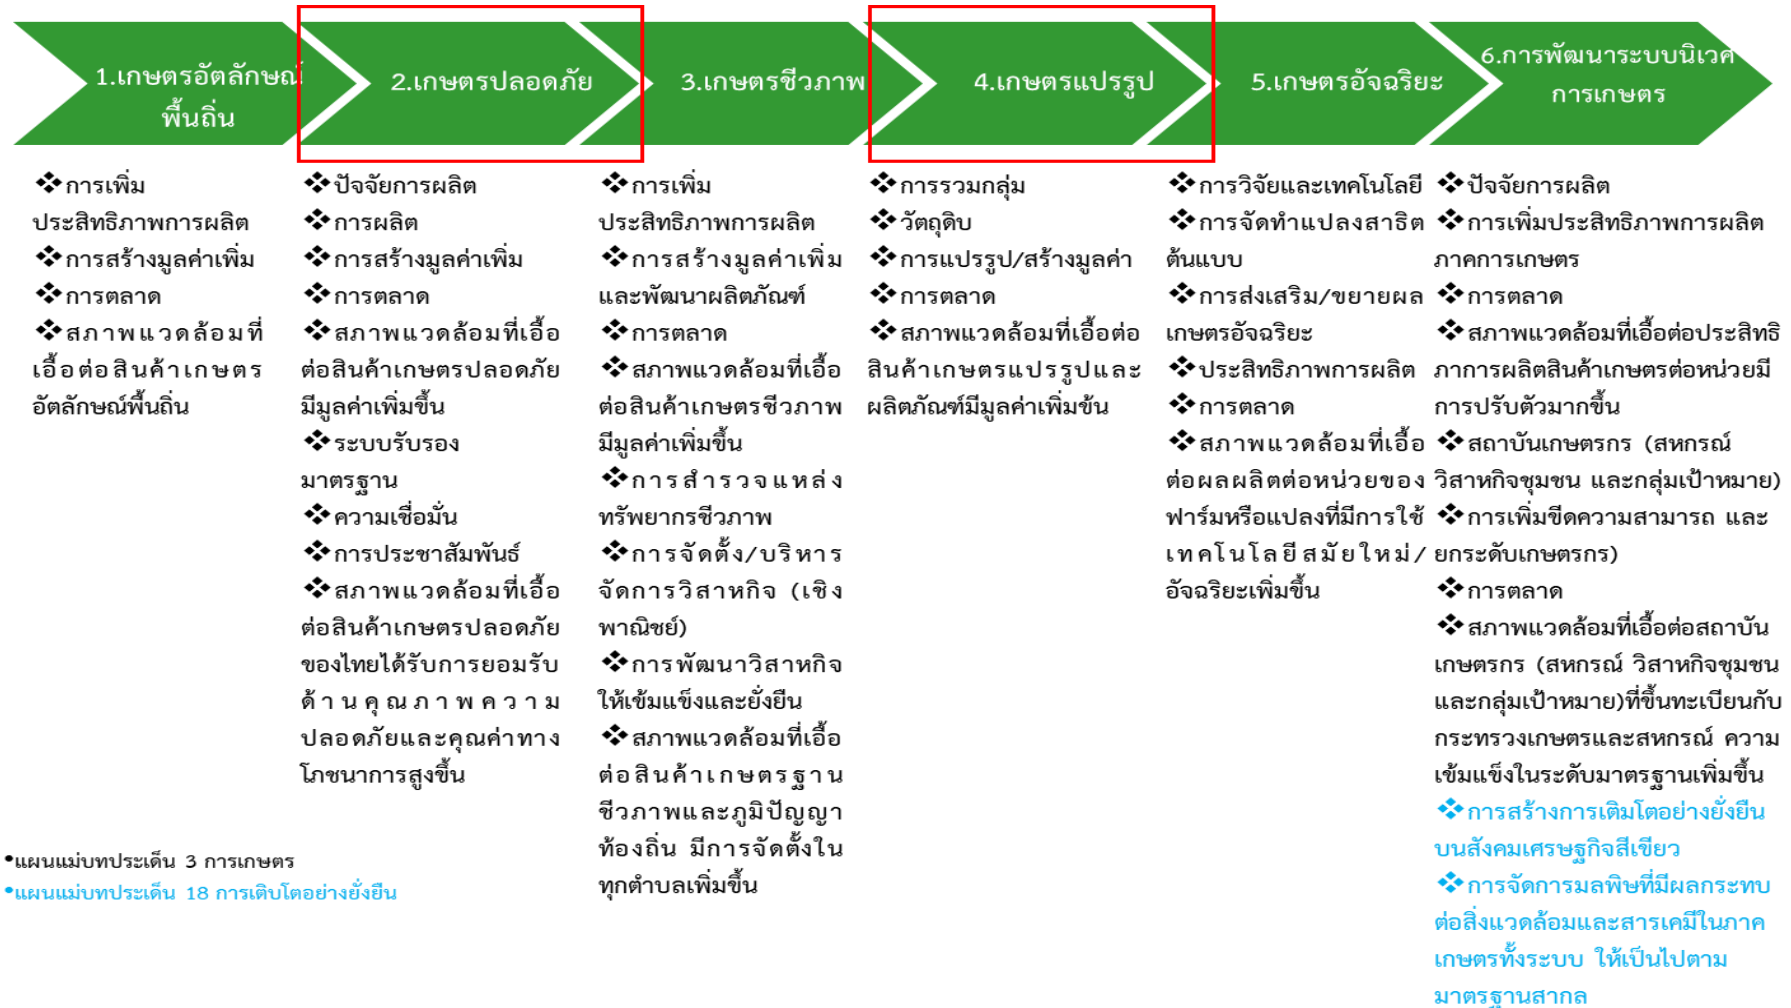 1.เกษตรอัตลักษณ์
พื้นถิ่น
2.เกษตรปลอดภัย
3.เกษตรชีวภาพ
4.เกษตรแปรรูป
5.เกษตรอัจฉริยะ
6.การพัฒนาระบบนิเวศ
การเกษตร
❖การเพิ่ม
ประสิทธิภาพการผลิต
❖การสร้างมูลค่าเพิ่ม
❖การตลาด
❖สภาพแวดล้อมที่
เอื้อต่อสินค้าเกษตร
อัตลักษณ์พื้นถิ่น
❖ปัจจัยการผลิต
❖การผลิต
❖การสร้างมูลค่าเพิ่ม
❖การตลาด
❖สภาพแวดล้อมที่เอื้อ
ต่อสินค้าเกษตรปลอดภัย
มีมูลค่าเพิ่มขึ้น
❖ระบบรับรอง
มาตรฐาน
❖ความเชื่อมั่น
❖การประชาสัมพันธ์
❖สภาพแวดล้อมที่เอื้อ
ต่อสินค้าเกษตรปลอดภัย
ของไทยได้รับการยอมรับ
ด้านคุณภาพความ
ปลอดภัยและคุณค่าทาง
โภชนาการสูงขึ้น
❖การเพิ่ม
ประสิทธิภาพการผลิต
❖การสร้างมูลค่าเพิ่ม
และพัฒนาผลิตภัณฑ์
❖การตลาด
❖สภาพแวดล้อมที่เอื้อ
ต่อสินค้าเกษตรชีวภาพ
มีมูลค่าเพิ่มขึ้น
❖การสำรวจแหล่ง
ทรัพยากรชีวภาพ
❖การจัดตั้ง/บริหาร
จัดการวิสาหกิจ (เชิง
พาณิชย์)
❖การพัฒนาวิสาหกิจ
ให้เข้มแข็งและยั่งยืน
❖สภาพแวดล้อมที่เอื้อ
ต่อสินค้าเกษตรฐาน
ชีวภาพและภูมิปัญญา
ท้องถิ่น มีการจัดตั้งใน
ทุกตำบลเพิ่มขึ้น
❖การรวมกลุ่ม
❖วัตถุดิบ
❖การแปรรูป/สร้างมูลค่า
❖การตลาด
❖สภาพแวดล้อมที่เอื้อต่อ
สินค้าเกษตรแปรรูปและ
ผลิตภัณฑ์มีมูลค่าเพิ่มข้น
❖การวิจัยและเทคโนโลยี
❖การจัดทำแปลงสาธิต
ต้นแบบ
❖การส่งเสริม/ขยายผล
เกษตรอัจฉริยะ
❖ประสิทธิภาพการผลิต
❖การตลาด
❖สภาพแวดล้อมที่เอื้อ
ต่อผลผลิตต่อหน่วยของ
ฟาร์มหรือแปลงที่มีการใช้
เทคโนโลยีสมัยใหม่/
อัจฉริยะเพิ่มขึ้น
❖ปัจจัยการผลิต
❖การเพิ่มประสิทธิภาพการผลิต
ภาคการเกษตร
❖การตลาด
❖สภาพแวดล้อมที่เอื้อต่อประสิทธิ
ภาการผลิตสินค้าเกษตรต่อหน่วยมี
การปรับตัวมากขึ้น
❖สถาบันเกษตรกร (สหกรณ์
วิสาหกิจชุมชน และกลุ่มเป้าหมาย)
❖การเพิ่มขีดความสามารถ และ
ยกระดับเกษตรกร)
❖การตลาด
❖สภาพแวดล้อมที่เอื้อต่อสถาบัน
เกษตรกร (สหกรณ์ วิสาหกิจชุมชน
และกลุ่มเป้าหมาย)ที่ขึ้นทะเบียนกับ
กระทรวงเกษตรและสหกรณ์ ความ
เข้มแข็งในระดับมาตรฐานเพิ่มขึ้น
❖การสร้างการเติมโตอย่างยั่งยืน
บนสังคมเศรษฐกิจสีเขียว
❖การจัดการมลพิษที่มีผลกระทบ
ต่อสิ่งแวดล้อมและสารเคมีในภาค
เกษตรทั้งระบบ ให้เป็นไปตาม
มาตรฐานสากล
•แผนแม่บทประเด็น 3 การเกษตร
•แผนแม่บทประเด็น 18 การเติบโตอย่างยั่งยืน